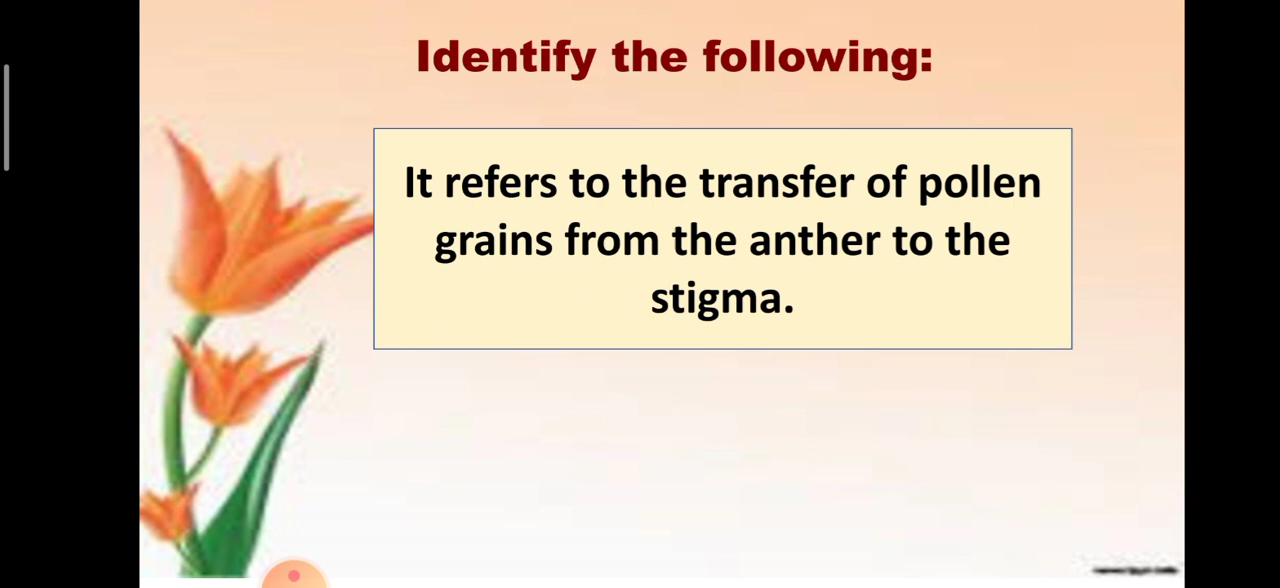 Identify the following:
It refers to the transfer of pollen
grains from the anther to the
stigma.